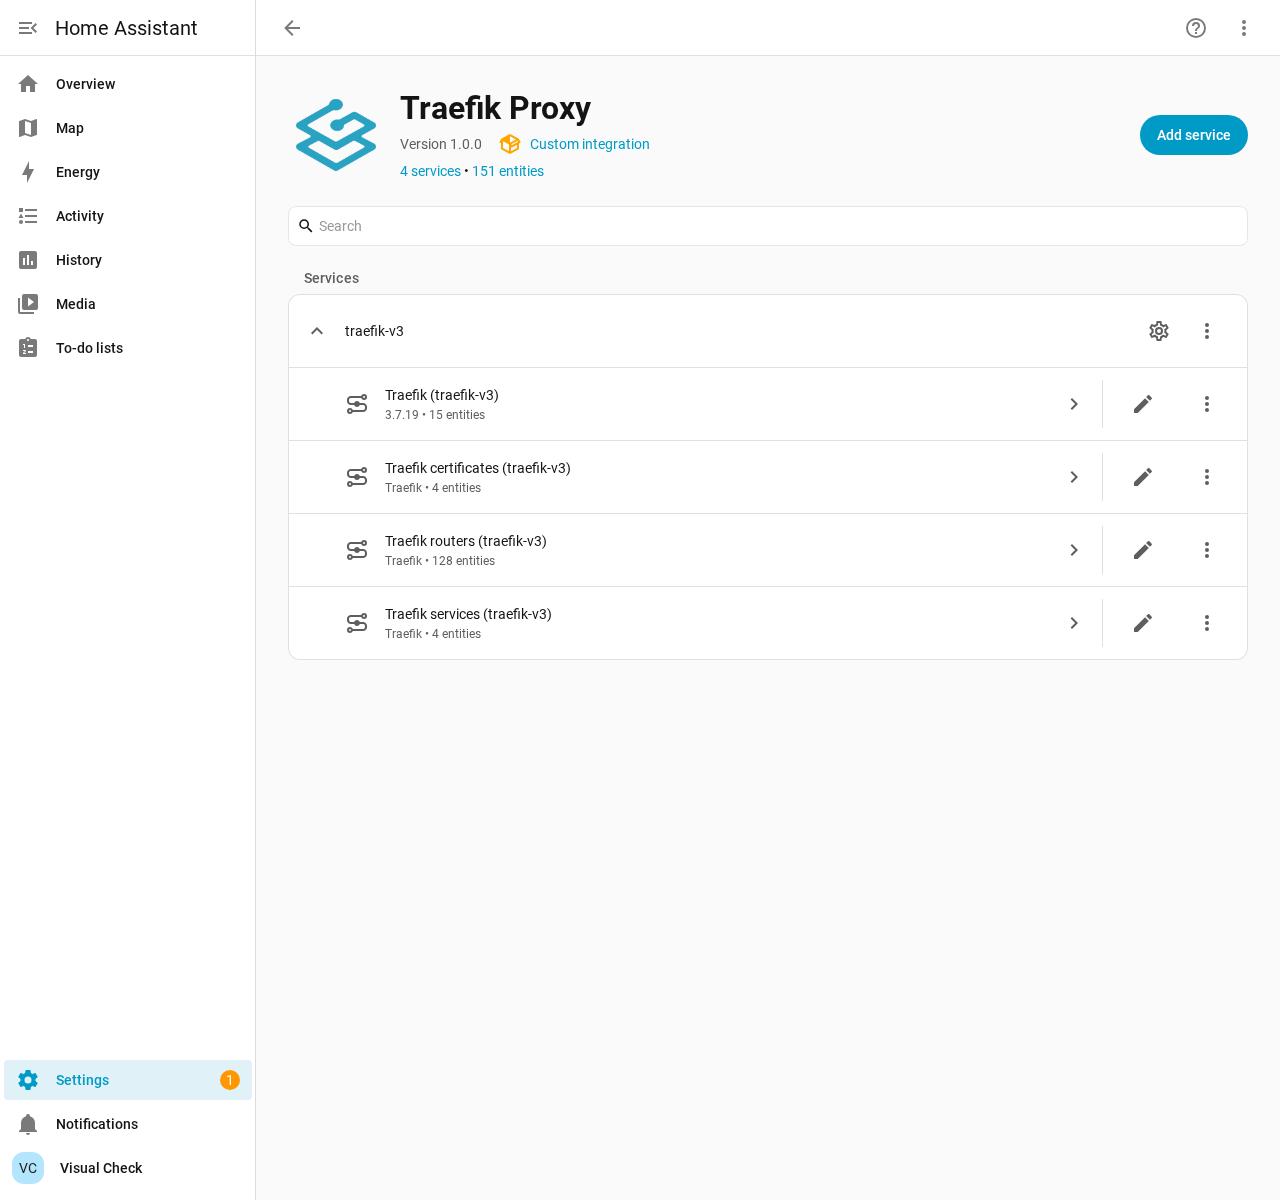 Home Assistant
Overview
Map
Energy
Activity
History
Media
To-do lists
Settings
1
Notifications
VC
Visual Check
Traefik Proxy
Version 1.0.0
Custom integration
4 services • 151 entities
Add service
Search
Services
traefik-v3
Traefik (traefik-v3)
3.7.19 • 15 entities
Traefik certificates (traefik-v3)
Traefik • 4 entities
Traefik routers (traefik-v3)
Traefik • 128 entities
Traefik services (traefik-v3)
Traefik • 4 entities